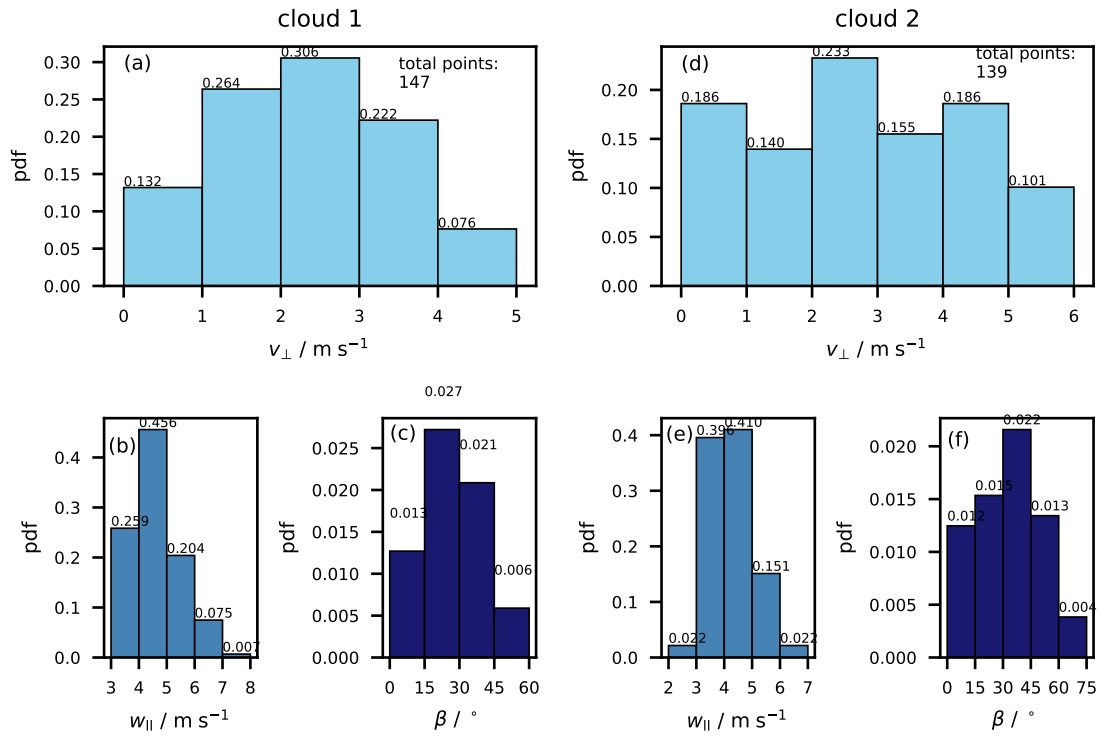 cloud 1
cloud 2
(a)
total points:
147
0.132
0.264
0.306
0.222
0.076
pdf
0.30
0.25
0.20
0.15
0.10
0.05
0.00
0 1 2 3 4 5
v⊥ / m s⁻¹
(d)
total points:
139
0.186
0.140
0.233
0.155
0.186
0.101
pdf
0.20
0.15
0.10
0.05
0.00
0 1 2 3 4 5 6
v⊥ / m s⁻¹
(b)
0.259
0.456
0.204
0.075
0.007
pdf
0.4
0.3
0.2
0.1
0.0
3 4 5 6 7 8
w|| / m s⁻¹
(c)
0.013
0.027
0.021
0.006
pdf
0.025
0.020
0.015
0.010
0.005
0.000
0 15 30 45 60
β / °
(e)
0.022
0.396
0.410
0.151
0.022
pdf
0.4
0.3
0.2
0.1
0.0
2 3 4 5 6 7
w|| / m s⁻¹
(f)
0.012
0.015
0.022
0.013
0.004
pdf
0.020
0.015
0.010
0.005
0.000
0 15 30 45 60 75
β / °